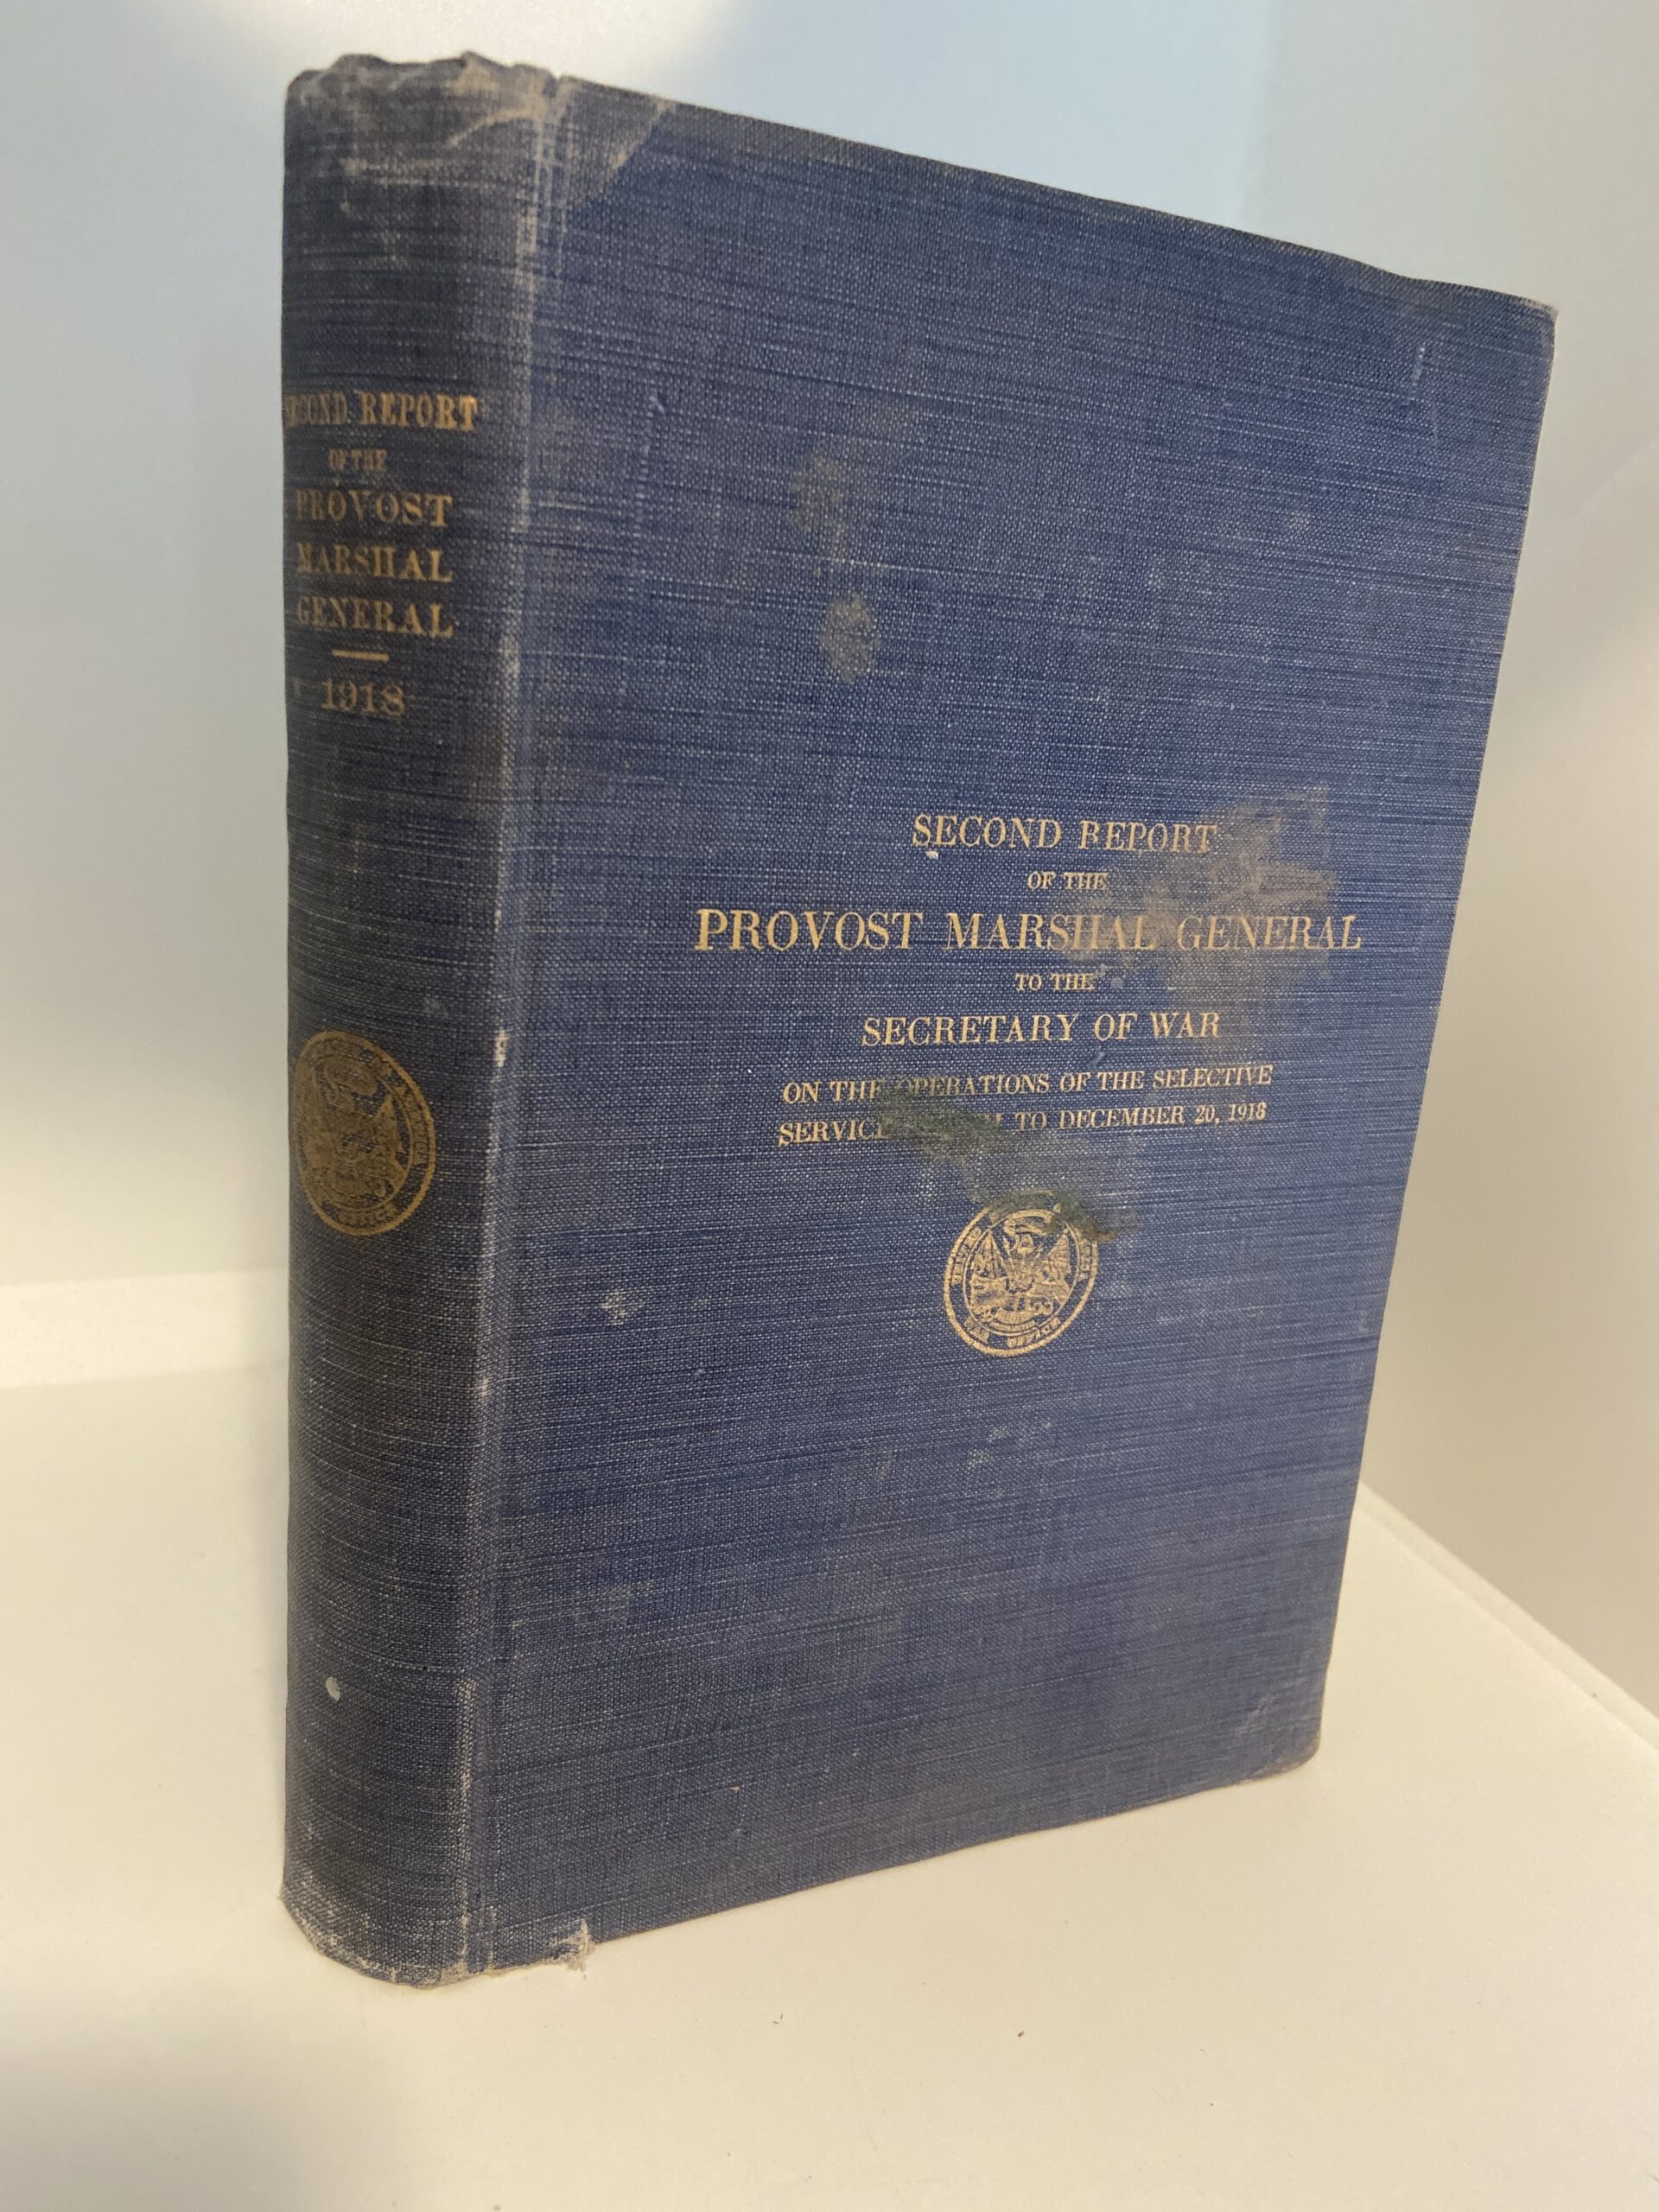 SECOND REPORT
OF THE
PROVOST
MARSHAL
GENERAL
1918
SECOND REPORT
OF THE
PROVOST MARSHAL GENERAL
TO THE
SECRETARY OF WAR
ON THE OPERATIONS OF THE SELECTIVE
SERVICE TO DECEMBER 20, 1918